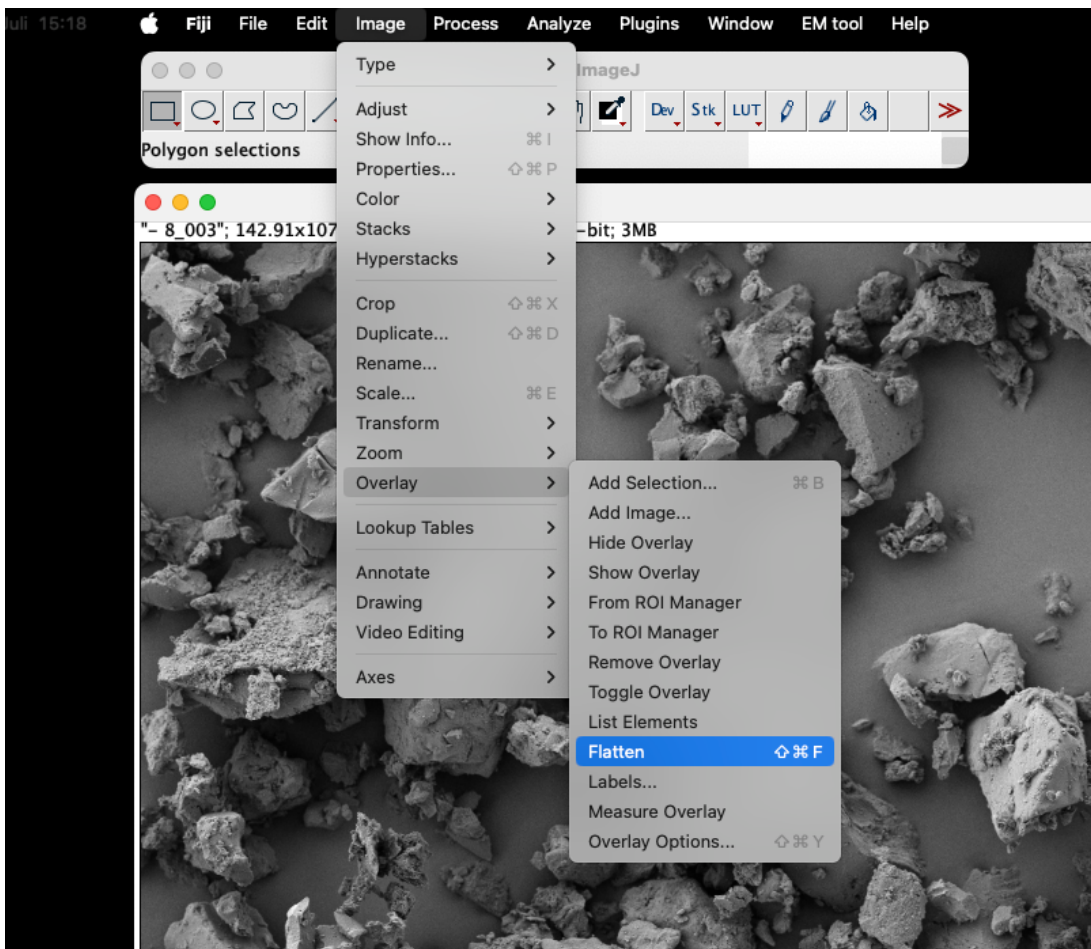 Juli 15:18 Fiji File Edit Image Process Analyze Plugins Window EM tool Help
ImageJ
Dev Stk LUT
Polygon selections
"- 8_003"; 142.91x107 -bit; 3MB
Type
Adjust
Show Info... ⌘ I
Properties... ⇧ ⌘ P
Color
Stacks
Hyperstacks
Crop ⇧ ⌘ X
Duplicate... ⇧ ⌘ D
Rename...
Scale... ⌘ E
Transform
Zoom
Overlay
Lookup Tables
Annotate
Drawing
Video Editing
Axes
Add Selection... ⌘ B
Add Image...
Hide Overlay
Show Overlay
From ROI Manager
To ROI Manager
Remove Overlay
Toggle Overlay
List Elements
Flatten ⇧ ⌘ F
Labels...
Measure Overlay
Overlay Options... ⇧ ⌘ Y